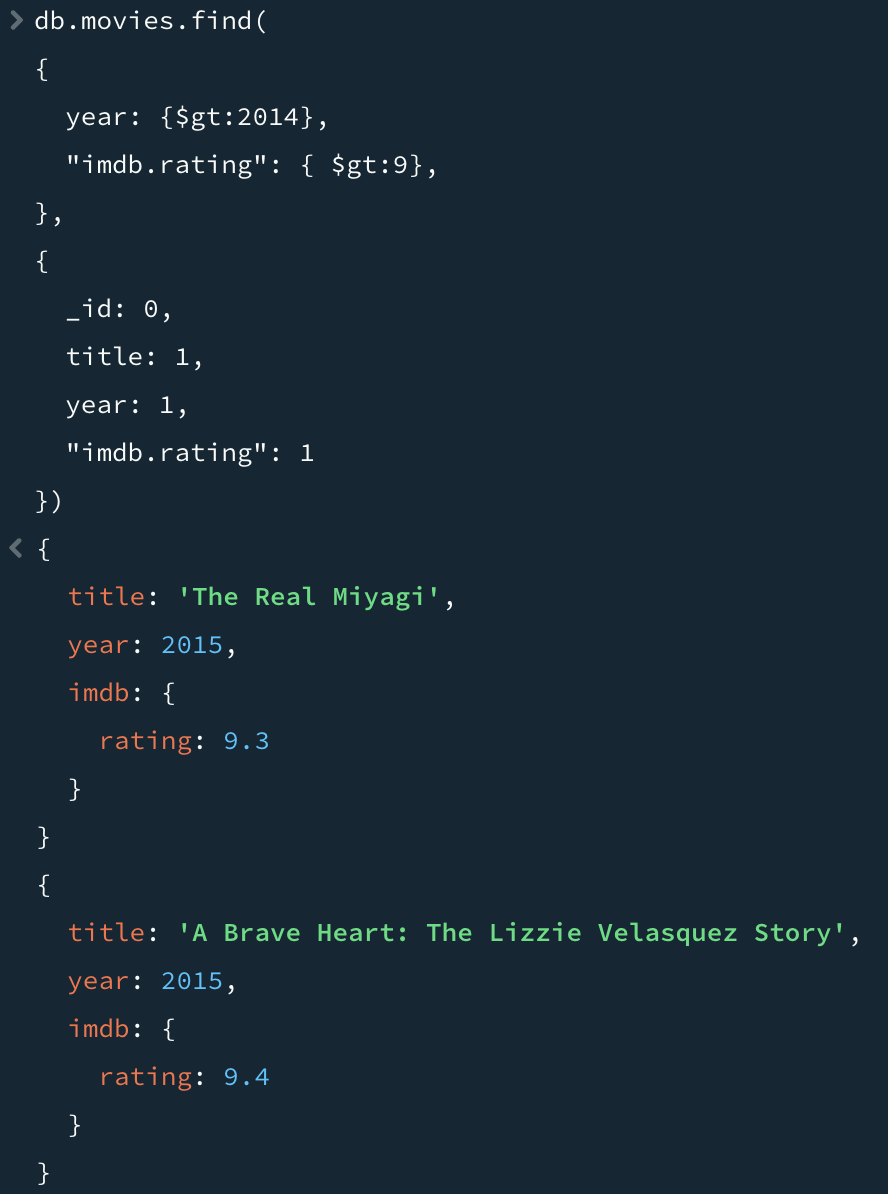 db.movies.find(
{
year: {$gt:2014},
"imdb.rating": { $gt:9},
},
{
_id: 0,
title: 1,
year: 1,
"imdb.rating": 1
})
{
title: 'The Real Miyagi',
year: 2015,
imdb: {
rating: 9.3
}
}
{
title: 'A Brave Heart: The Lizzie Velasquez Story',
year: 2015,
imdb: {
rating: 9.4
}
}